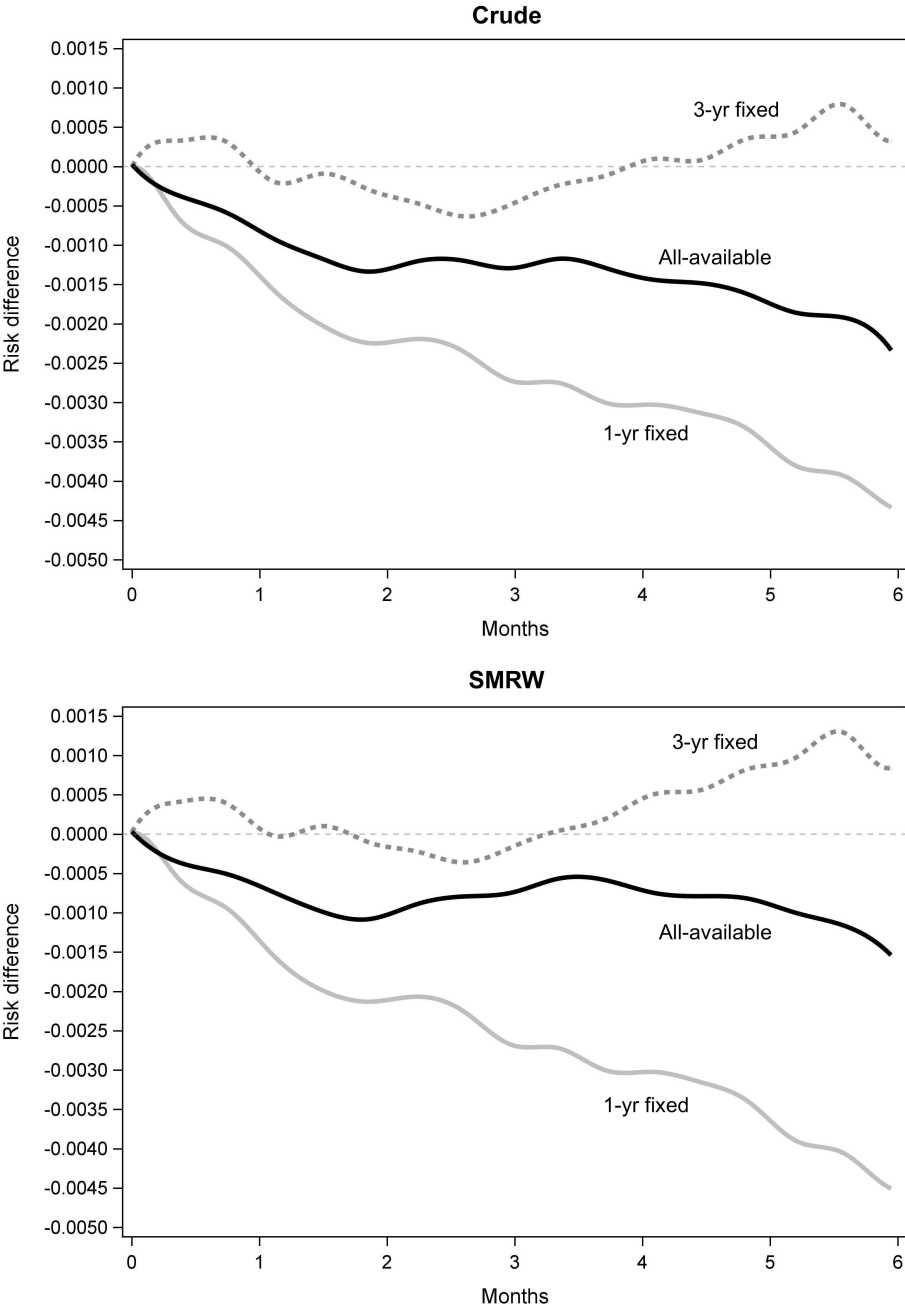 Crude
0.0015
0.0010
0.0005
0.0000
-0.0005
-0.0010
-0.0015
-0.0020
-0.0025
-0.0030
-0.0035
-0.0040
-0.0045
-0.0050
Risk difference
3-yr fixed
All-available
1-yr fixed
0 1 2 3 4 5 6
Months
SMRW
0.0015
0.0010
0.0005
0.0000
-0.0005
-0.0010
-0.0015
-0.0020
-0.0025
-0.0030
-0.0035
-0.0040
-0.0045
-0.0050
Risk difference
3-yr fixed
All-available
1-yr fixed
0 1 2 3 4 5 6
Months